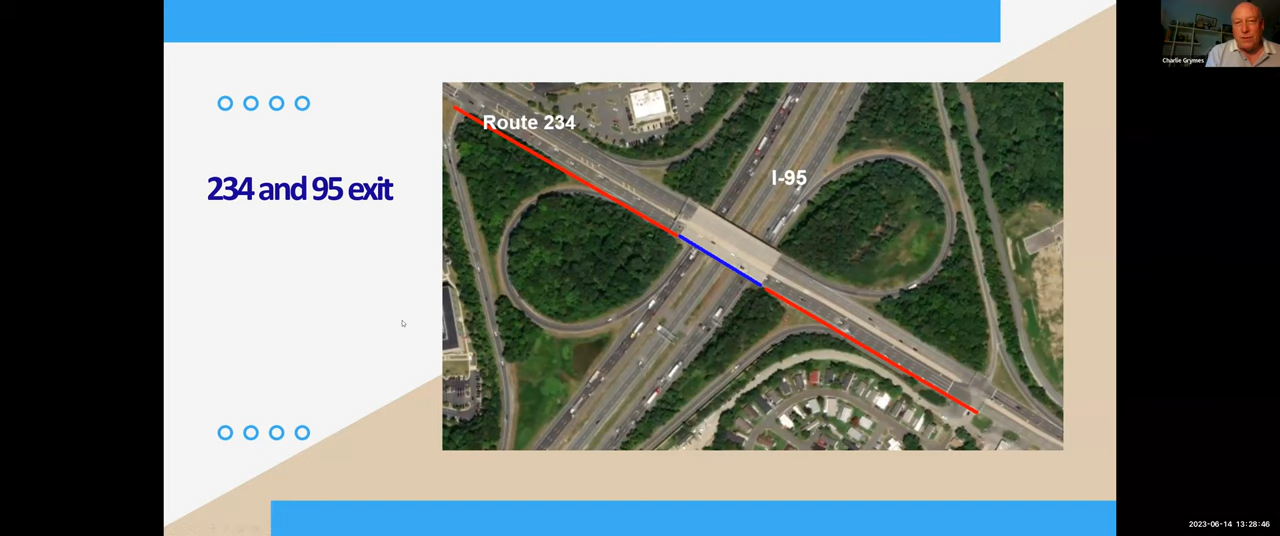 Charlie Grymes
Route 234
I-95
234 and 95 exit
2023-06-14 13:28:46